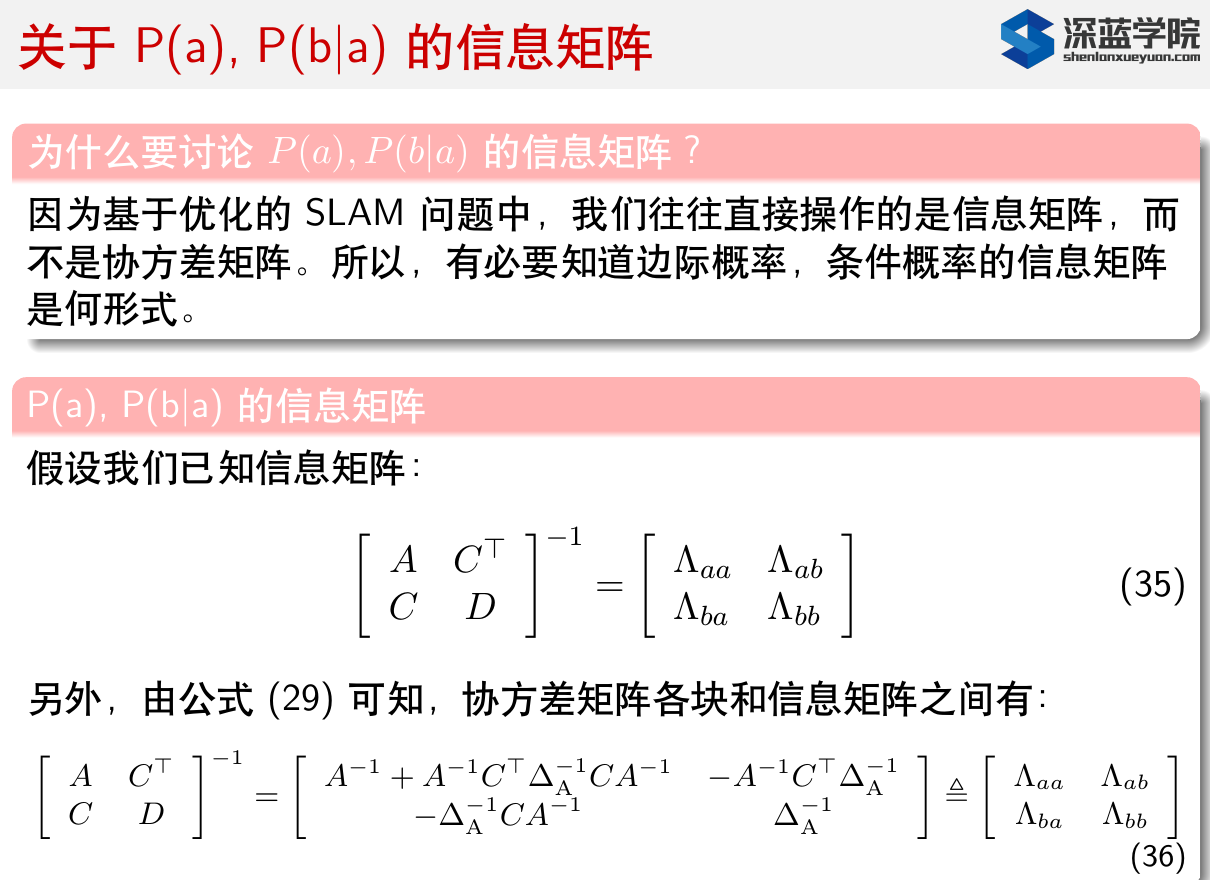 关于 P(a), P(b|a) 的信息矩阵
深蓝学院
shenlanxueyuan.com
为什么要讨论 P(a), P(b|a) 的信息矩阵？
因为基于优化的 SLAM 问题中，我们往往直接操作的是信息矩阵，而
不是协方差矩阵。所以，有必要知道边际概率，条件概率的信息矩阵
是何形式。
P(a), P(b|a) 的信息矩阵
假设我们已知信息矩阵：
\begin{bmatrix} A & C^{\top} \\ C & D \end{bmatrix}^{-1} = \begin{bmatrix} \Lambda_{aa} & \Lambda_{ab} \\ \Lambda_{ba} & \Lambda_{bb} \end{bmatrix} (35)
另外，由公式 (29) 可知，协方差矩阵各块和信息矩阵之间有：
\begin{bmatrix} A & C^{\top} \\ C & D \end{bmatrix}^{-1} = \begin{bmatrix} A^{-1} + A^{-1}C^{\top}\Delta_{\mathrm{A}}^{-1}CA^{-1} & -A^{-1}C^{\top}\Delta_{\mathrm{A}}^{-1} \\ -\Delta_{\mathrm{A}}^{-1}CA^{-1} & \Delta_{\mathrm{A}}^{-1} \end{bmatrix} \triangleq \begin{bmatrix} \Lambda_{aa} & \Lambda_{ab} \\ \Lambda_{ba} & \Lambda_{bb} \end{bmatrix}
(36)